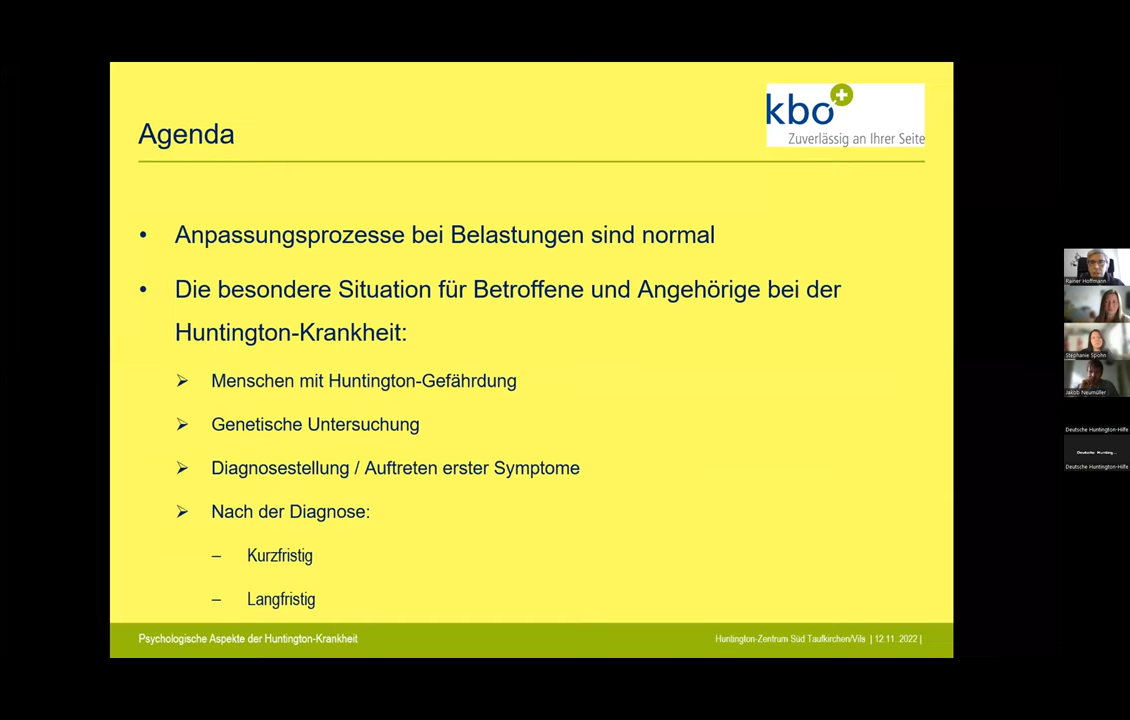 kbo
Zuverlässig an Ihrer Seite
Agenda
• Anpassungsprozesse bei Belastungen sind normal
• Die besondere Situation für Betroffene und Angehörige bei der
Huntington-Krankheit:
➢ Menschen mit Huntington-Gefährdung
➢ Genetische Untersuchung
➢ Diagnosestellung / Auftreten erster Symptome
➢ Nach der Diagnose:
– Kurzfristig
– Langfristig
Psychologische Aspekte der Huntington-Krankheit
Huntington-Zentrum Süd Taufkirchen/Vils | 12.11.2022 |
Rainer Hoffmann
Stephanie Spohn
Jakob Neumüller
Deutsche Huntington-Hilfe
Deutsche Hunting...
Deutsche Huntington-Hilfe